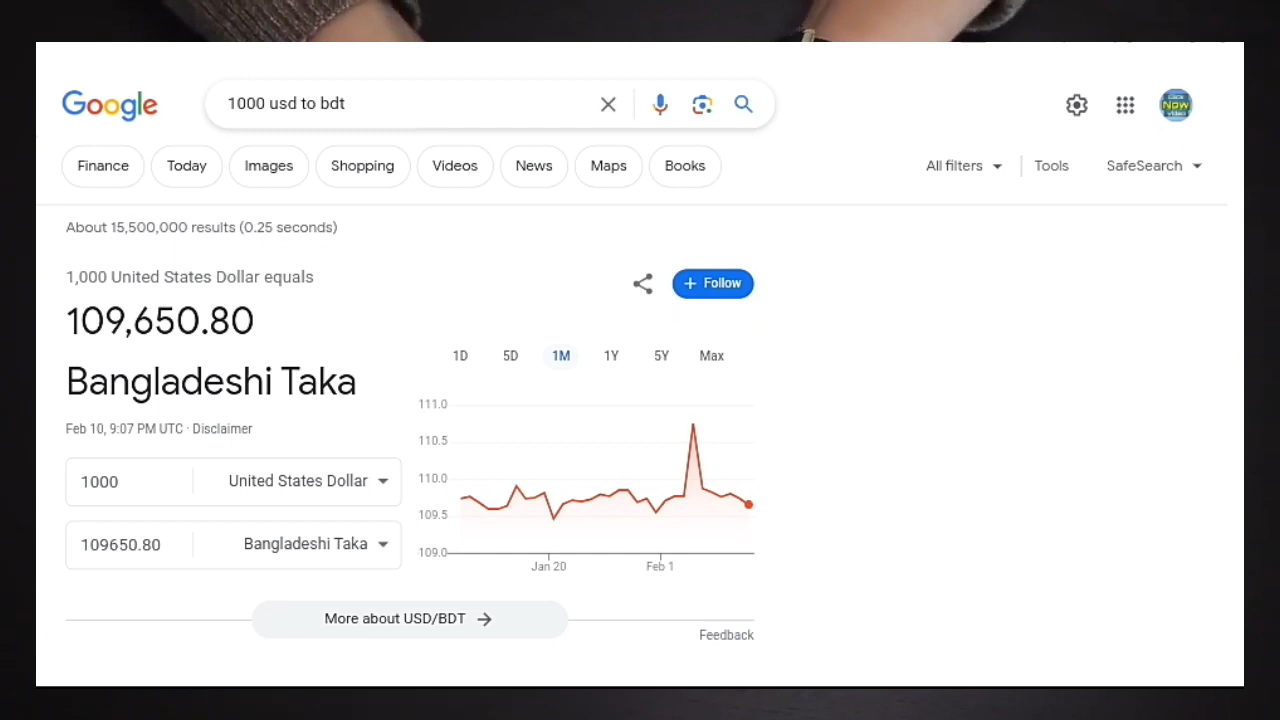 Google
1000 usd to bdt
Finance Today Images Shopping Videos News Maps Books All filters Tools SafeSearch
About 15,500,000 results (0.25 seconds)
1,000 United States Dollar equals
Follow
109,650.80
Bangladeshi Taka
Feb 10, 9:07 PM UTC · Disclaimer
1000 United States Dollar
109650.80 Bangladeshi Taka
1D 5D 1M 1Y 5Y Max
111.0
110.5
110.0
109.5
109.0
Jan 20 Feb 1
More about USD/BDT
Feedback
NOW